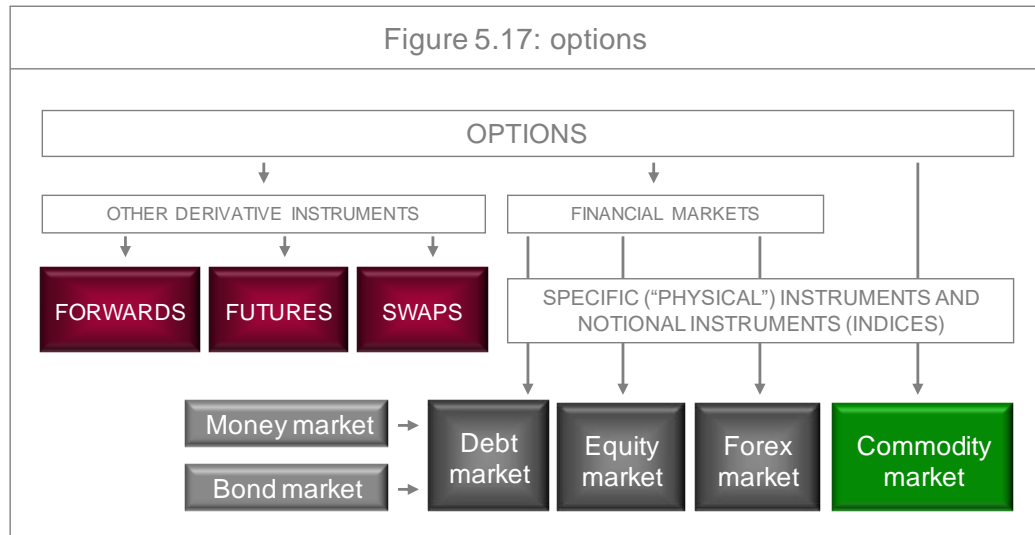 Figure 5.17: options
OPTIONS
OTHER DERIVATIVE INSTRUMENTS
FINANCIAL MARKETS
FORWARDS
FUTURES
SWAPS
SPECIFIC (“PHYSICAL”) INSTRUMENTS AND
NOTIONAL INSTRUMENTS (INDICES)
Money market
Bond market
Debt
market
Equity
market
Forex
market
Commodity
market